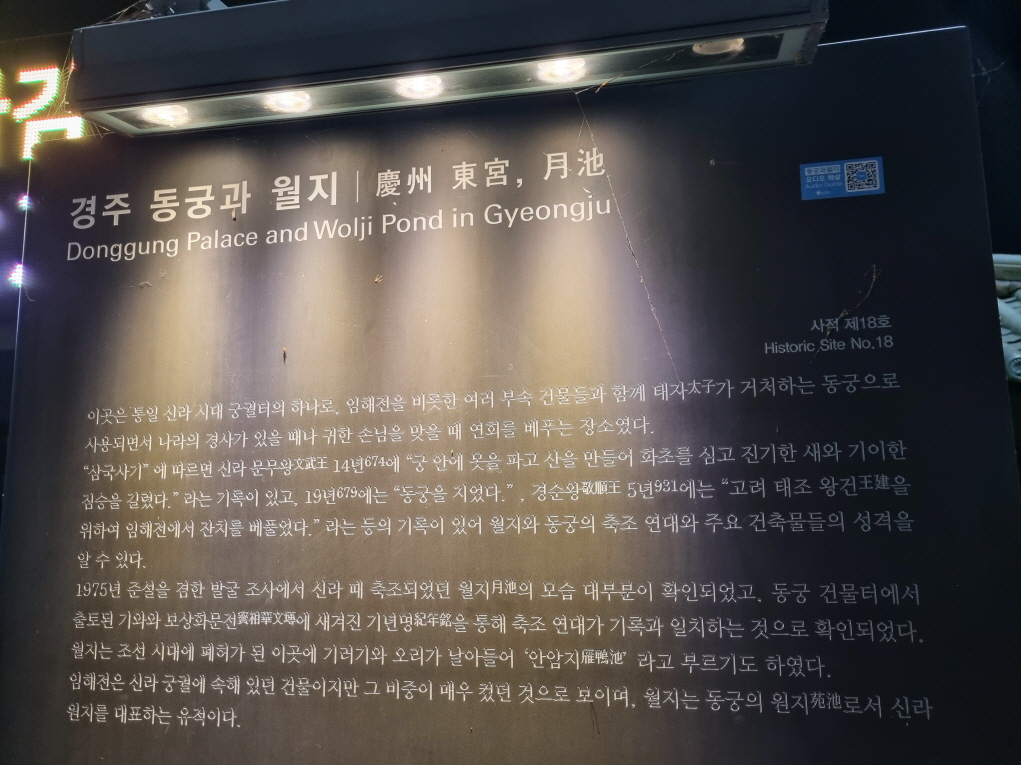 경주 동궁과 월지 | 慶州 東宮, 月池
Donggung Palace and Wolji Pond in Gyeongju
오디오 해설
Audio Guide
사적 제18호
Historic Site No.18
이곳은 통일 신라 시대 궁궐터의 하나로, 임해전을 비롯한 여러 부속 건물들과 함께 태자太子가 거처하는 동궁으로
사용되면서 나라의 경사가 있을 때나 귀한 손님을 맞을 때 연회를 베푸는 장소였다.
“삼국사기” 에 따르면 신라 문무왕文武王 14년674에 “궁 안에 못을 파고 산을 만들어 화초를 심고 진기한 새와 기이한
짐승을 길렀다.” 라는 기록이 있고, 19년679에는 “동궁을 지었다.” , 경순왕敬順王 5년931에는 “고려 태조 왕건王建을
위하여 임해전에서 잔치를 베풀었다.” 라는 등의 기록이 있어 월지와 동궁의 축조 연대와 주요 건축물들의 성격을
알 수 있다.
1975년 준설을 겸한 발굴 조사에서 신라 때 축조되었던 월지月池의 모습 대부분이 확인되었고, 동궁 건물터에서
출토된 기와와 보상화문전寶相華文塼에 새겨진 기년명紀年銘을 통해 축조 연대가 기록과 일치하는 것으로 확인되었다.
월지는 조선 시대에 폐허가 된 이곳에 기러기와 오리가 날아들어 ‘안압지雁鴨池’ 라고 부르기도 하였다.
임해전은 신라 궁궐에 속해 있던 건물이지만 그 비중이 매우 컸던 것으로 보이며, 월지는 동궁의 원지苑池로서 신라
원지를 대표하는 유적이다.